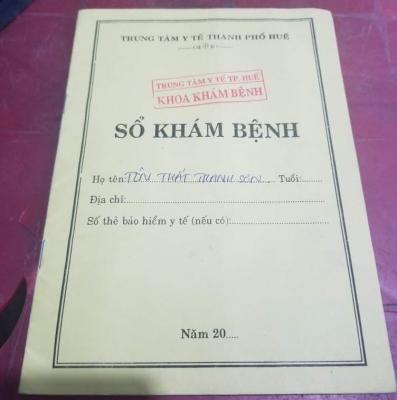 TRUNG TÂM Y TẾ THÀNH PHỐ HUẾ
TRUNG TÂM Y TẾ TP. HUẾ
KHOA KHÁM BỆNH
SỔ KHÁM BỆNH
Họ tên: TÔN THẤT THANH SƠN. Tuổi:.......
Địa chỉ:........................................
Số thẻ bảo hiểm y tế (nếu có):........................
Năm 20.....